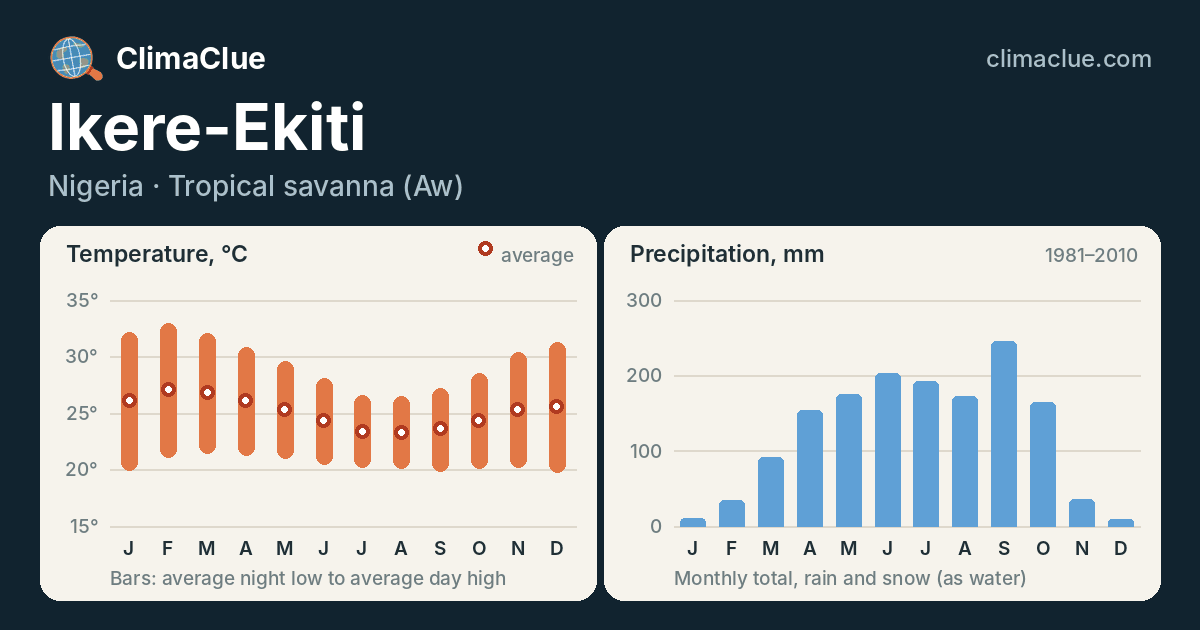 ClimaClue
climaclue.com
Ikere-Ekiti
Nigeria · Tropical savanna (Aw)
Temperature, °C
average
35°
30°
25°
20°
15°
J F M A M J J A S O N D
Bars: average night low to average day high
Precipitation, mm
1981–2010
300
200
100
0
J F M A M J J A S O N D
Monthly total, rain and snow (as water)